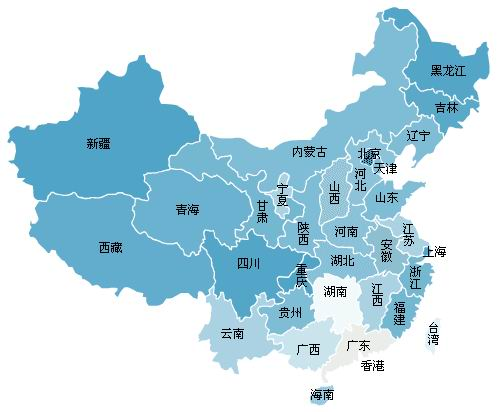 黑龙江
吉林
辽宁
内蒙古
北京
天津
河北
山西
山东
新疆
宁夏
甘肃
青海
陕西
河南
江苏
安徽
上海
西藏
四川
重庆
湖北
浙江
湖南
江西
福建
贵州
云南
广西
广东
台湾
香港
海南